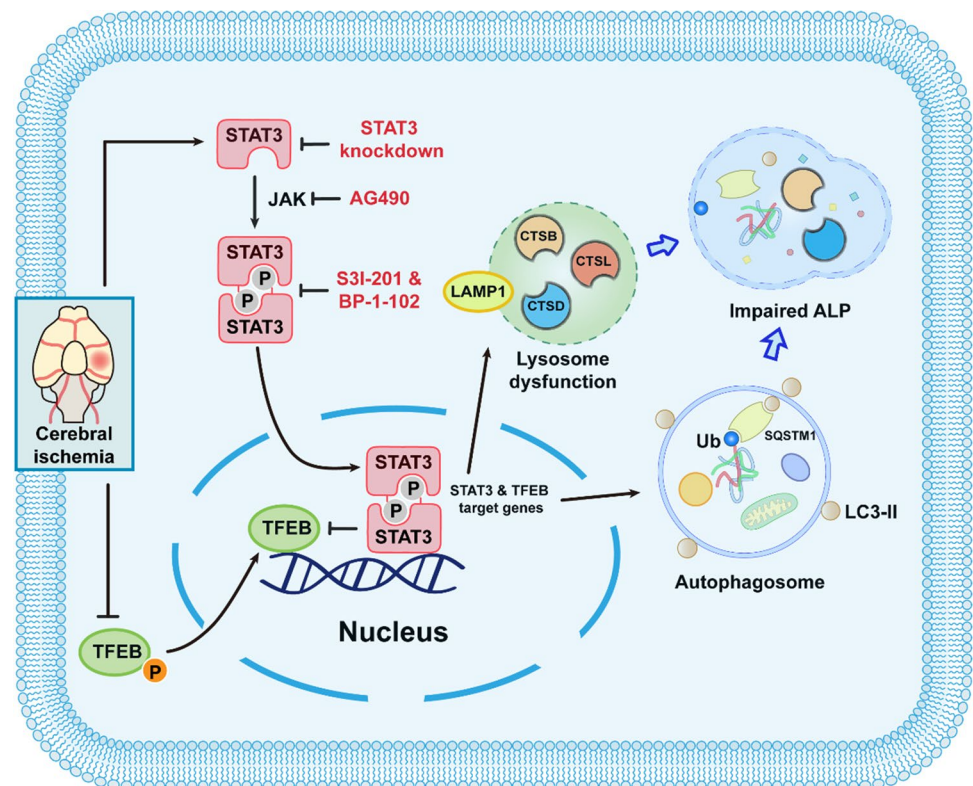 STAT3
STAT3
knockdown
JAK
AG490
STAT3
P
P
STAT3
S3I-201 &
BP-1-102
CTSB
CTSL
LAMP1
CTSD
Lysosome
dysfunction
Impaired ALP
Cerebral
ischemia
Ub
SQSTM1
LC3-II
Autophagosome
STAT3
P
P
STAT3
STAT3 & TFEB
target genes
TFEB
Nucleus
TFEB
P